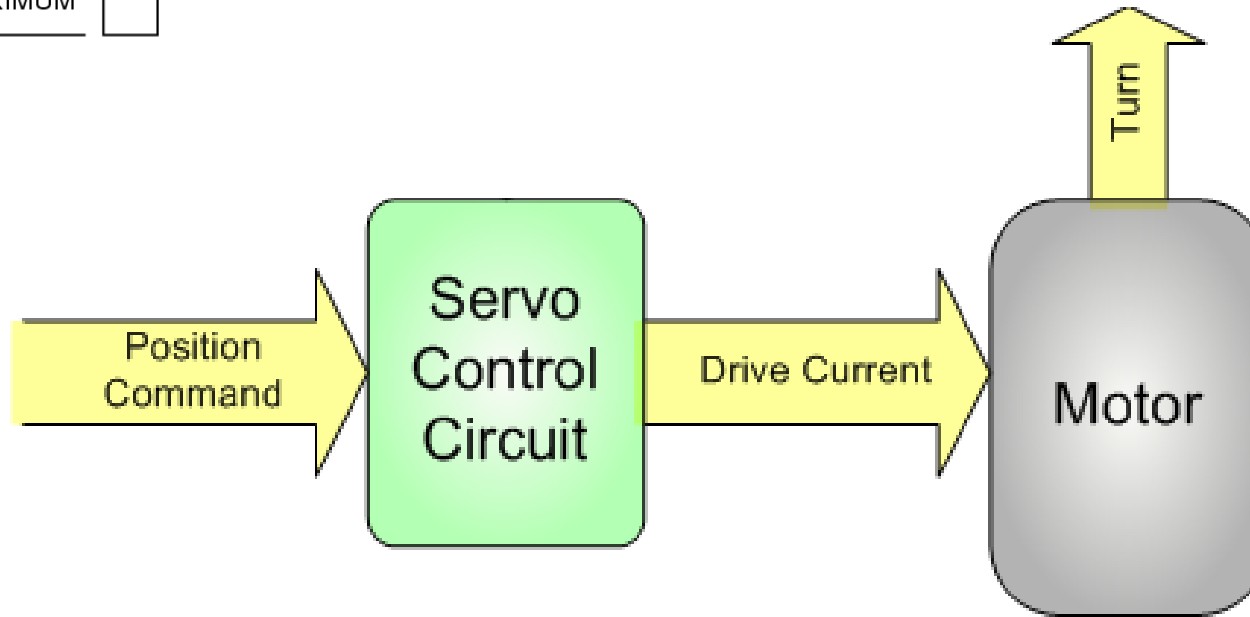 Turn
Servo
Control
Circuit
Position
Command
Drive Current
Motor